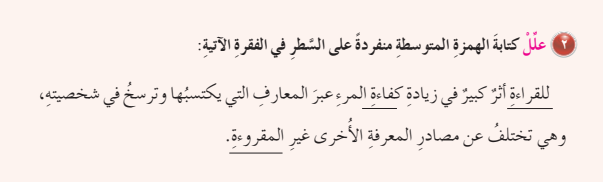 ٢ علِّلْ كتابةَ الهمزةِ المتوسطةِ منفردةً على السَّطرِ في الفقرةِ الآتيةِ:
للقراءةِ أثرٌ كبيرٌ في زيادةِ كفاءةِ المرءِ عبرَ المعارفِ التي يكتسبُها وترسخُ في شخصيتهِ،
وهي تختلفُ عن مصادرِ المعرفةِ الأُخرى غيرِ المقروءةِ.